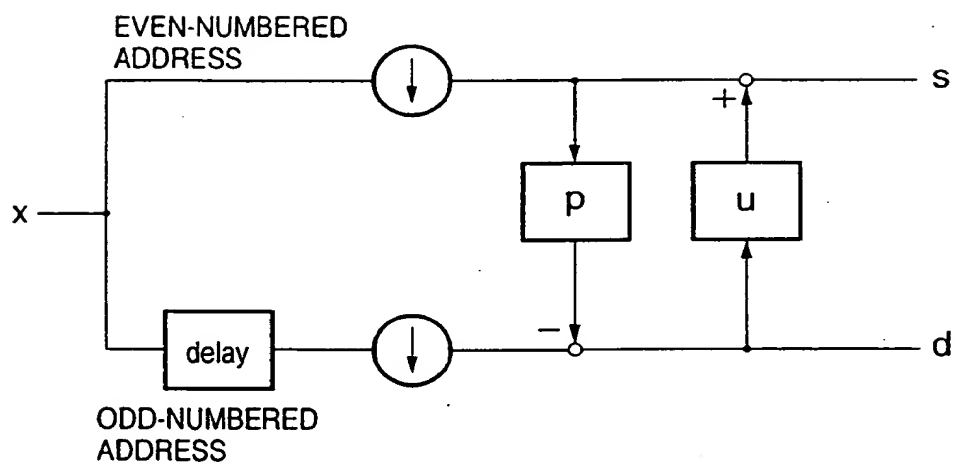 EVEN-NUMBERED
ADDRESS
s
+
p
u
x
−
d
delay
ODD-NUMBERED
ADDRESS